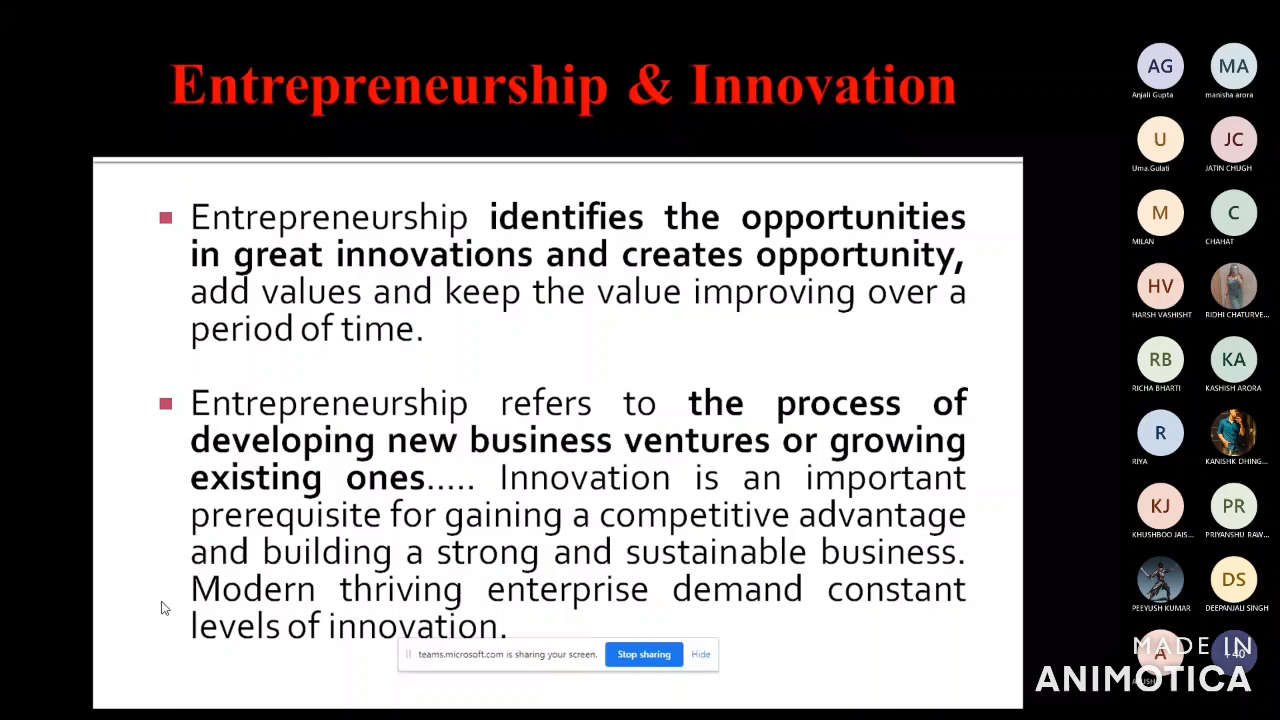 Entrepreneurship & Innovation
Entrepreneurship identifies the opportunities
in great innovations and creates opportunity,
add values and keep the value improving over a
period of time.
Entrepreneurship refers to the process of
developing new business ventures or growing
existing ones..... Innovation is an important
prerequisite for gaining a competitive advantage
and building a strong and sustainable business.
Modern thriving enterprise demand constant
levels of innovation.
teams.microsoft.com is sharing your screen.
Stop sharing
Hide
AG
MA
Anjali Gupta
manisha arora
U
JC
Uma.Gulati
JATIN CHUGH
M
C
MILAN
CHAHAT
HV
HARSH VASHISHT
RIDHI CHATURVE...
RB
KA
RICHA BHARTI
KASHISH ARORA
R
RIYA
KANISHK DHING...
KJ
PR
KHUSHBOO JAIS...
PRIYANSHU RAW...
DS
PEEYUSH KUMAR
DEEPANJALI SINGH
A
+40
MADE IN
ANIMOTICA